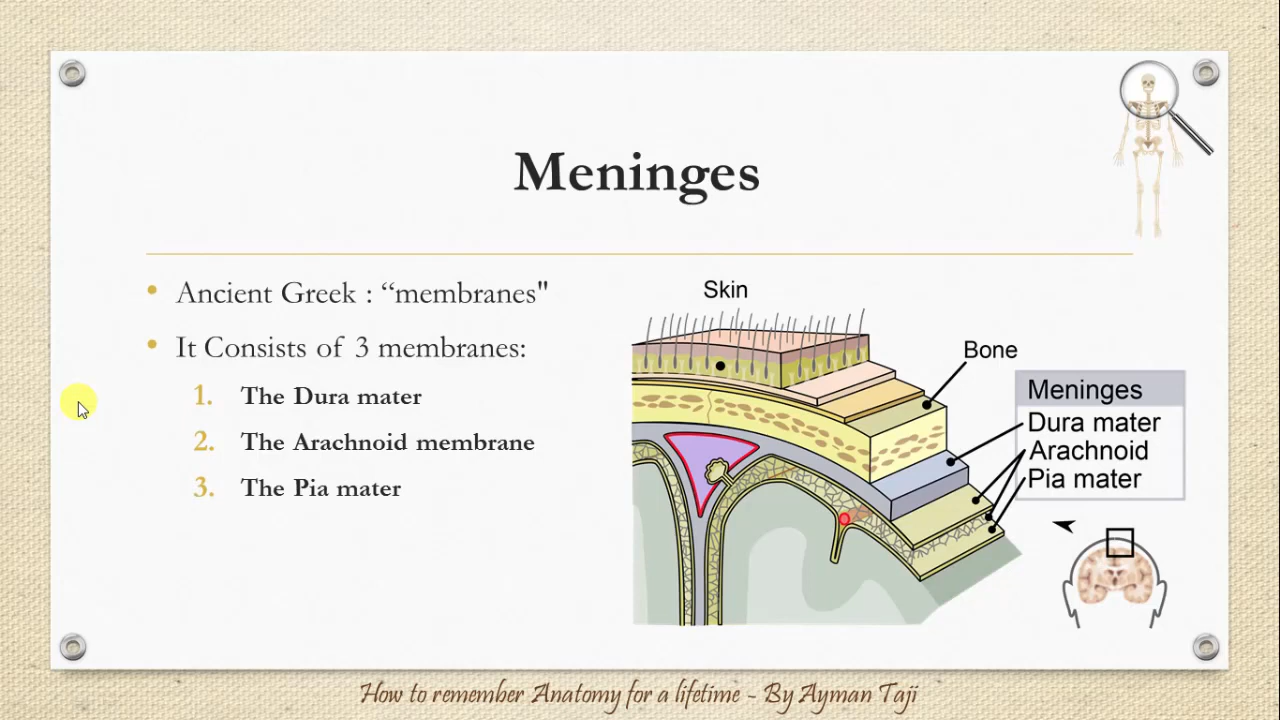 Meninges
• Ancient Greek : “membranes"
• It Consists of 3 membranes:
1. The Dura mater
2. The Arachnoid membrane
3. The Pia mater
Skin
Bone
Meninges
Dura mater
Arachnoid
Pia mater
How to remember Anatomy for a lifetime - By Ayman Taji